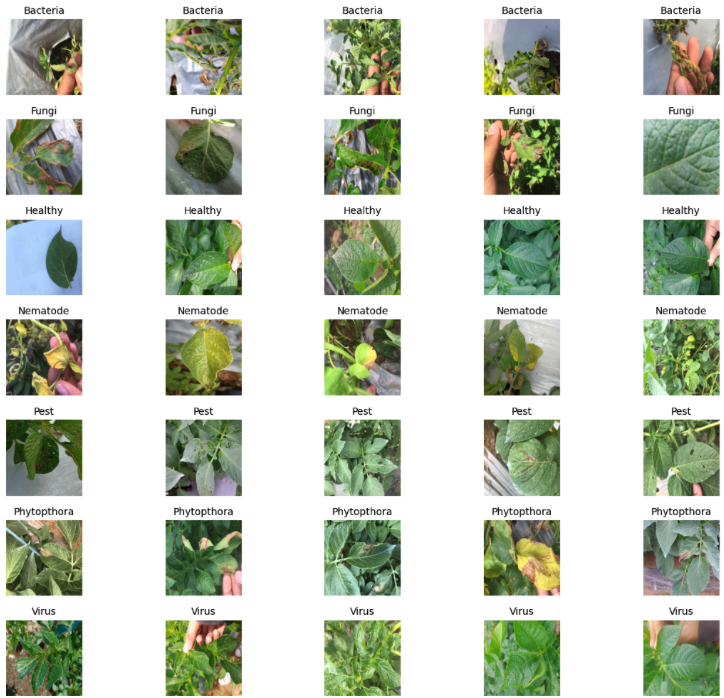 Bacteria Bacteria Bacteria Bacteria Bacteria
Fungi Fungi Fungi Fungi Fungi
Healthy Healthy Healthy Healthy Healthy
Nematode Nematode Nematode Nematode Nematode
Pest Pest Pest Pest Pest
Phytopthora Phytopthora Phytopthora Phytopthora Phytopthora
Virus Virus Virus Virus Virus